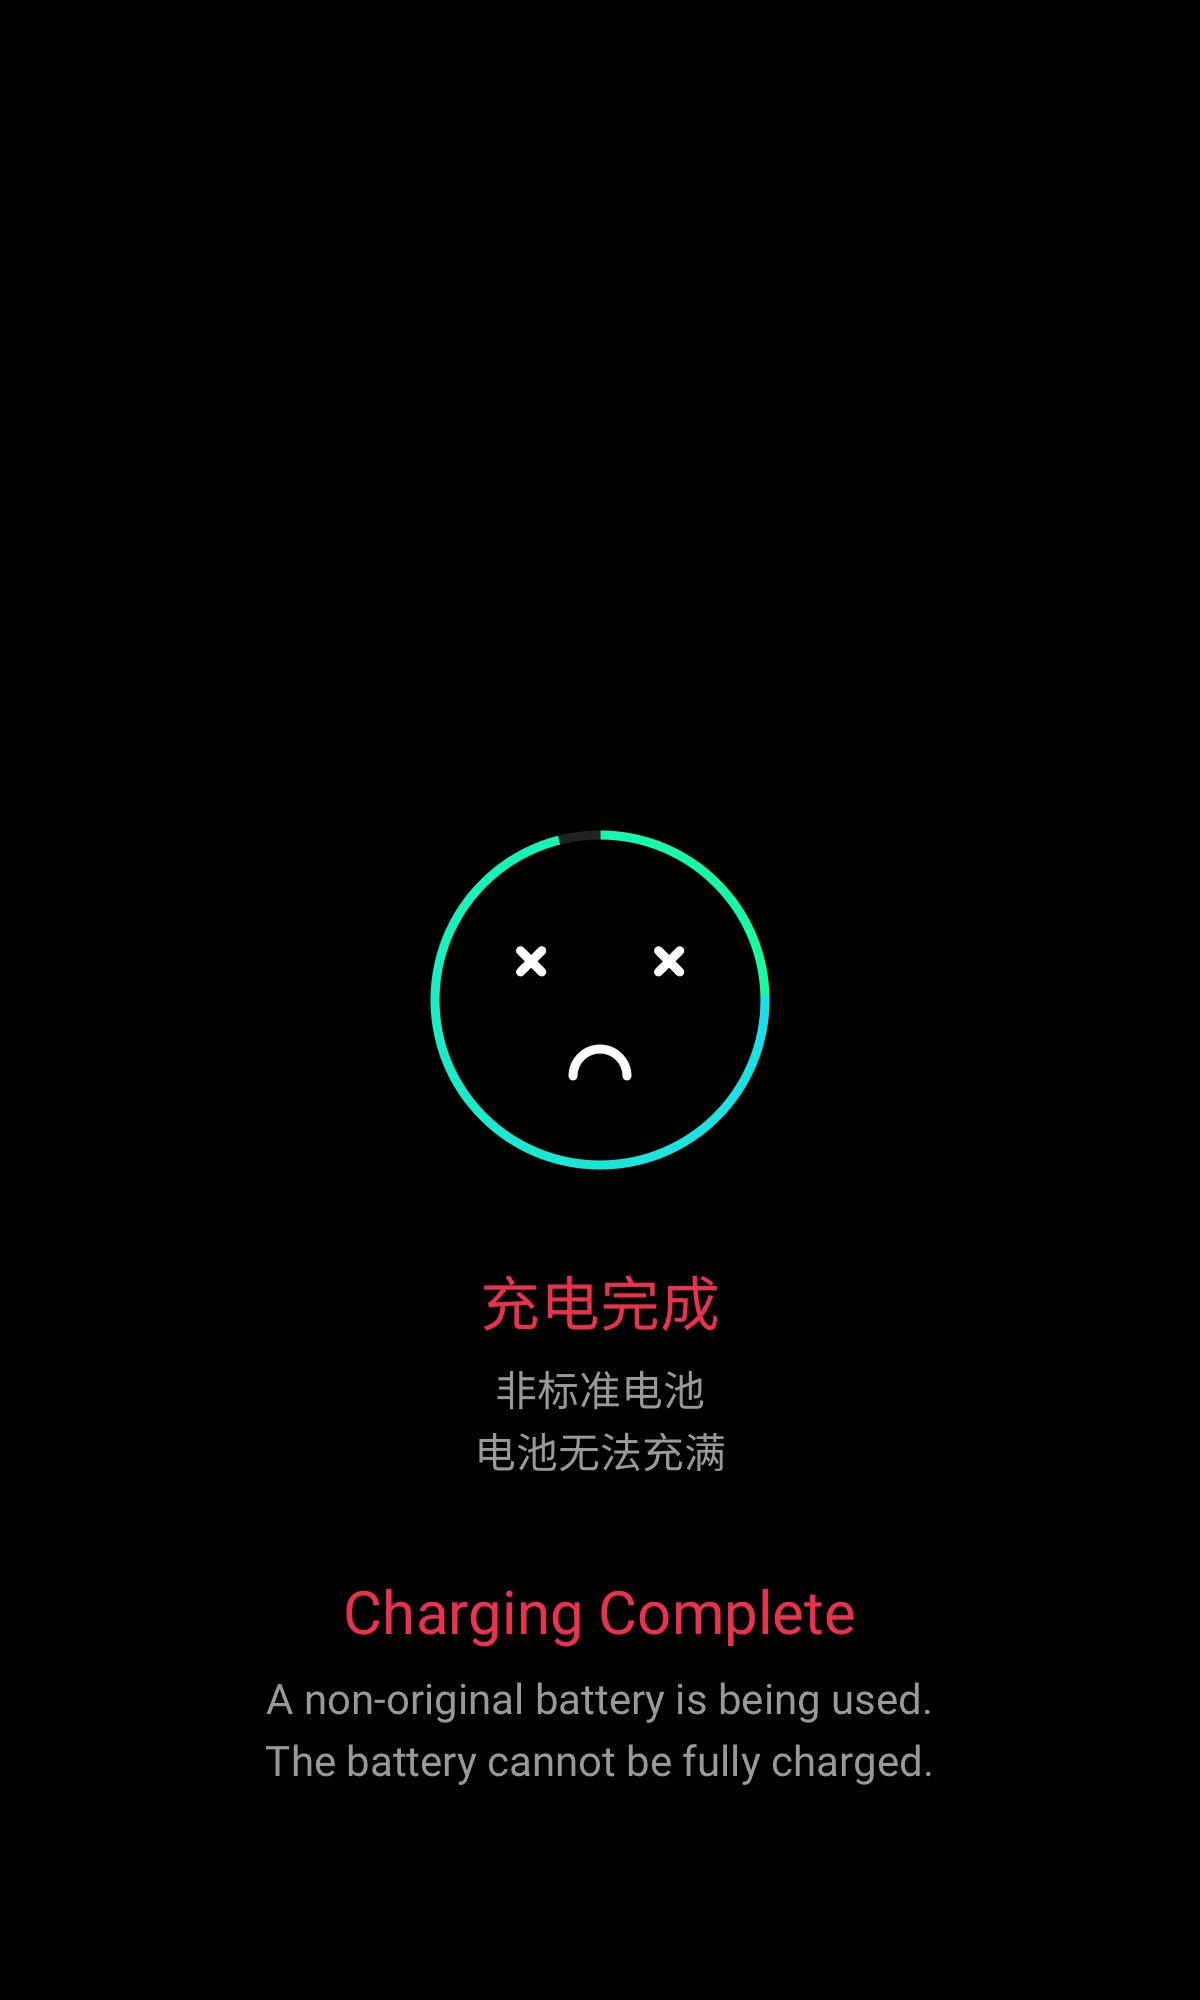 充电完成
非标准电池
电池无法充满
Charging Complete
A non-original battery is being used.
The battery cannot be fully charged.